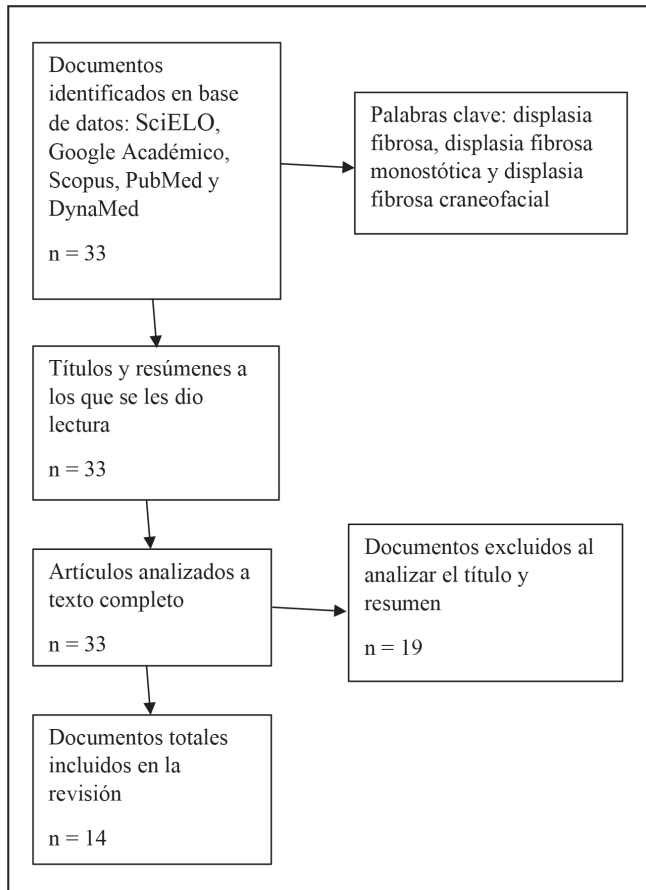 Documentos
identificados en base
de datos: SciELO,
Google Académico,
Scopus, PubMed y
DynaMed
n = 33
Palabras clave: displasia
fibrosa, displasia fibrosa
monostótica y displasia
fibrosa craneofacial
Títulos y resúmenes a
los que se les dio
lectura
n = 33
Artículos analizados a
texto completo
n = 33
Documentos excluidos al
analizar el título y
resumen
n = 19
Documentos totales
incluidos en la
revisión
n = 14